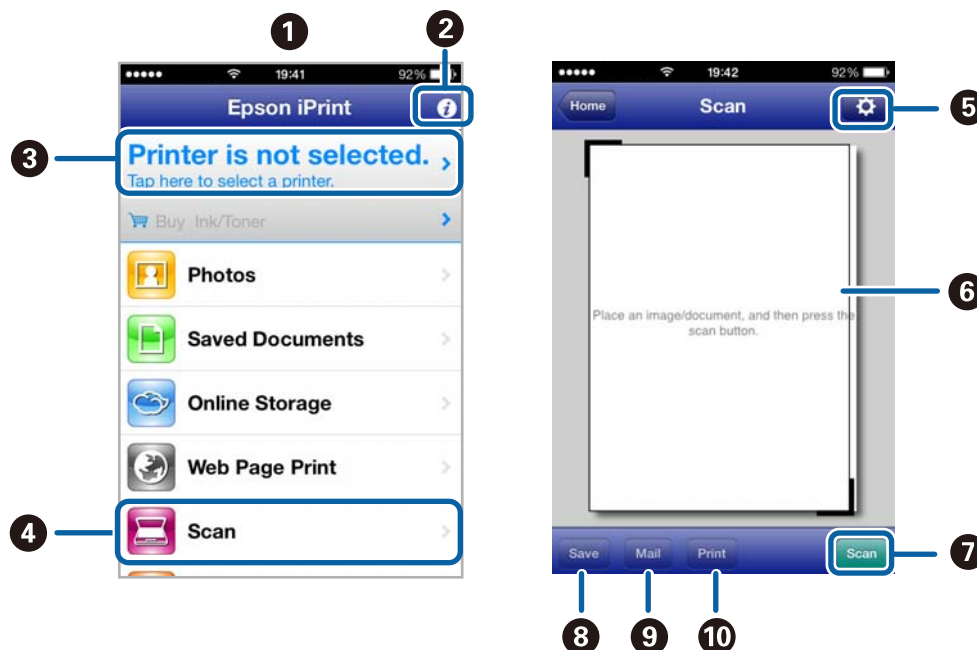 1
2
19:41
92%
Epson iPrint
i
3
Printer is not selected.
Tap here to select a printer.
Buy Ink/Toner
Photos
Saved Documents
Online Storage
Web Page Print
4
Scan
19:42
92%
Home
Scan
5
6
Place an image/document, and then press the
scan button.
Save
Mail
Print
Scan
7
8
9
10